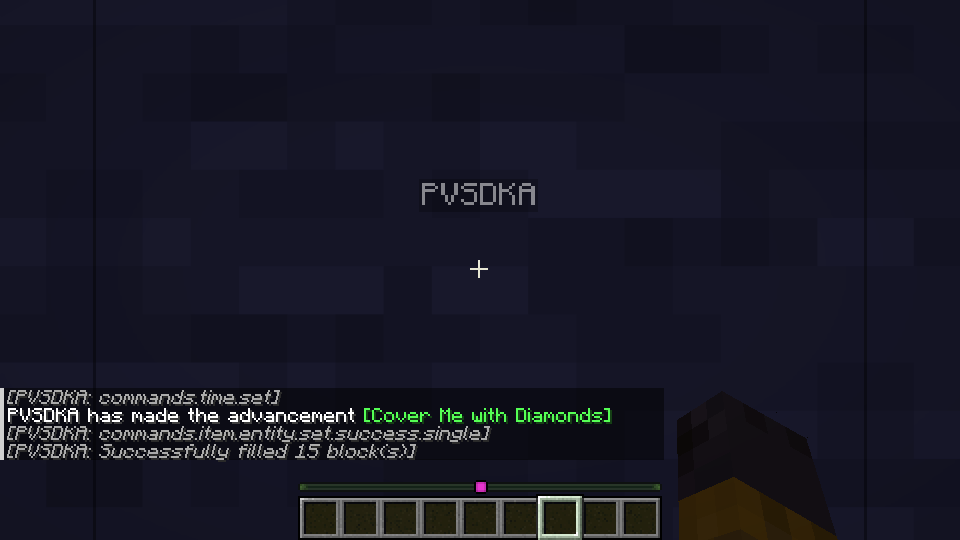 PVSDKA
[PVSDKA: commands.time.set]
PVSDKA has made the advancement [Cover Me with Diamonds]
[PVSDKA: commands.item.entity.set.success.single]
[PVSDKA: Successfully filled 15 block(s)]